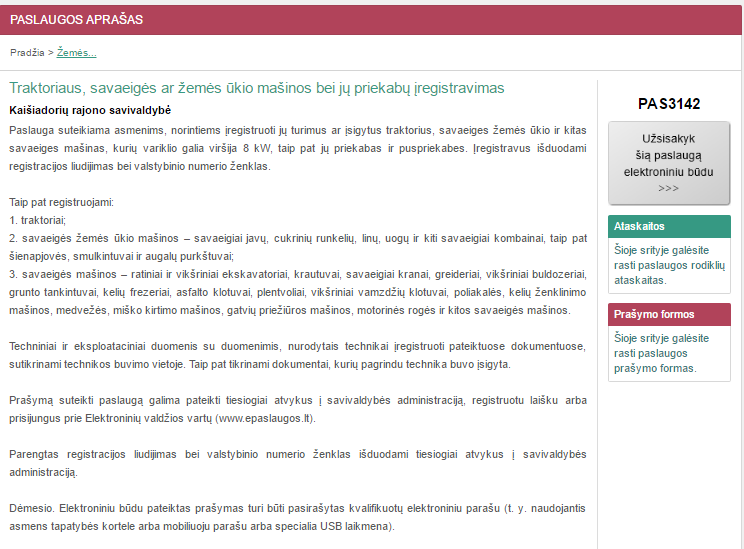 PASLAUGOS APRAŠAS
Pradžia > Žemės...
Traktoriaus, savaeigės ar žemės ūkio mašinos bei jų priekabų įregistravimas
Kaišiadorių rajono savivaldybė
Paslauga suteikiama asmenims, norintiems įregistruoti jų turimus ar įsigytus traktorius, savaeiges žemės ūkio ir kitas
savaeiges mašinas, kurių variklio galia viršija 8 kW, taip pat jų priekabas ir puspriekabes. Įregistravus išduodami
registracijos liudijimas bei valstybinio numerio ženklas.
Taip pat registruojami:
1. traktoriai;
2. savaeigės žemės ūkio mašinos – savaeigiai javų, cukrinių runkelių, linų, uogų ir kiti savaeigiai kombainai, taip pat
šienapjovės, smulkintuvai ir augalų purkštuvai;
3. savaeigės mašinos – ratiniai ir vikšriniai ekskavatoriai, krautuvai, savaeigiai kranai, greideriai, vikšriniai buldozeriai,
grunto tankintuvai, kelių frezeriai, asfalto klotuvai, plentvoliai, vikšriniai vamzdžių klotuvai, poliakalės, kelių ženklinimo
mašinos, medvežės, miško kirtimo mašinos, gatvių priežiūros mašinos, motorinės rogės ir kitos savaeigės mašinos.
Techniniai ir eksploataciniai duomenis su duomenimis, nurodytais technikai įregistruoti pateiktuose dokumentuose,
sutikrinami technikos buvimo vietoje. Taip pat tikrinami dokumentai, kurių pagrindu technika buvo įsigyta.
Prašymą suteikti paslaugą galima pateikti tiesiogiai atvykus į savivaldybės administraciją, registruotu laišku arba
prisijungus prie Elektroninių valdžios vartų (www.epaslaugos.lt).
Parengtas registracijos liudijimas bei valstybinio numerio ženklas išduodami tiesiogiai atvykus į savivaldybės
administraciją.
Dėmesio. Elektroniniu būdu pateiktas prašymas turi būti pasirašytas kvalifikuotų elektroniniu parašu (t. y. naudojantis
asmens tapatybės kortele arba mobiliuoju parašu arba specialia USB laikmena).
PAS3142
Užsisakyk
šią paslaugą
elektroniniu būdu
>>>
Ataskaitos
Šioje srityje galėsite
rasti paslaugos rodiklių
ataskaitas.
Prašymo formos
Šioje srityje galėsite
rasti paslaugos
prašymo formas.